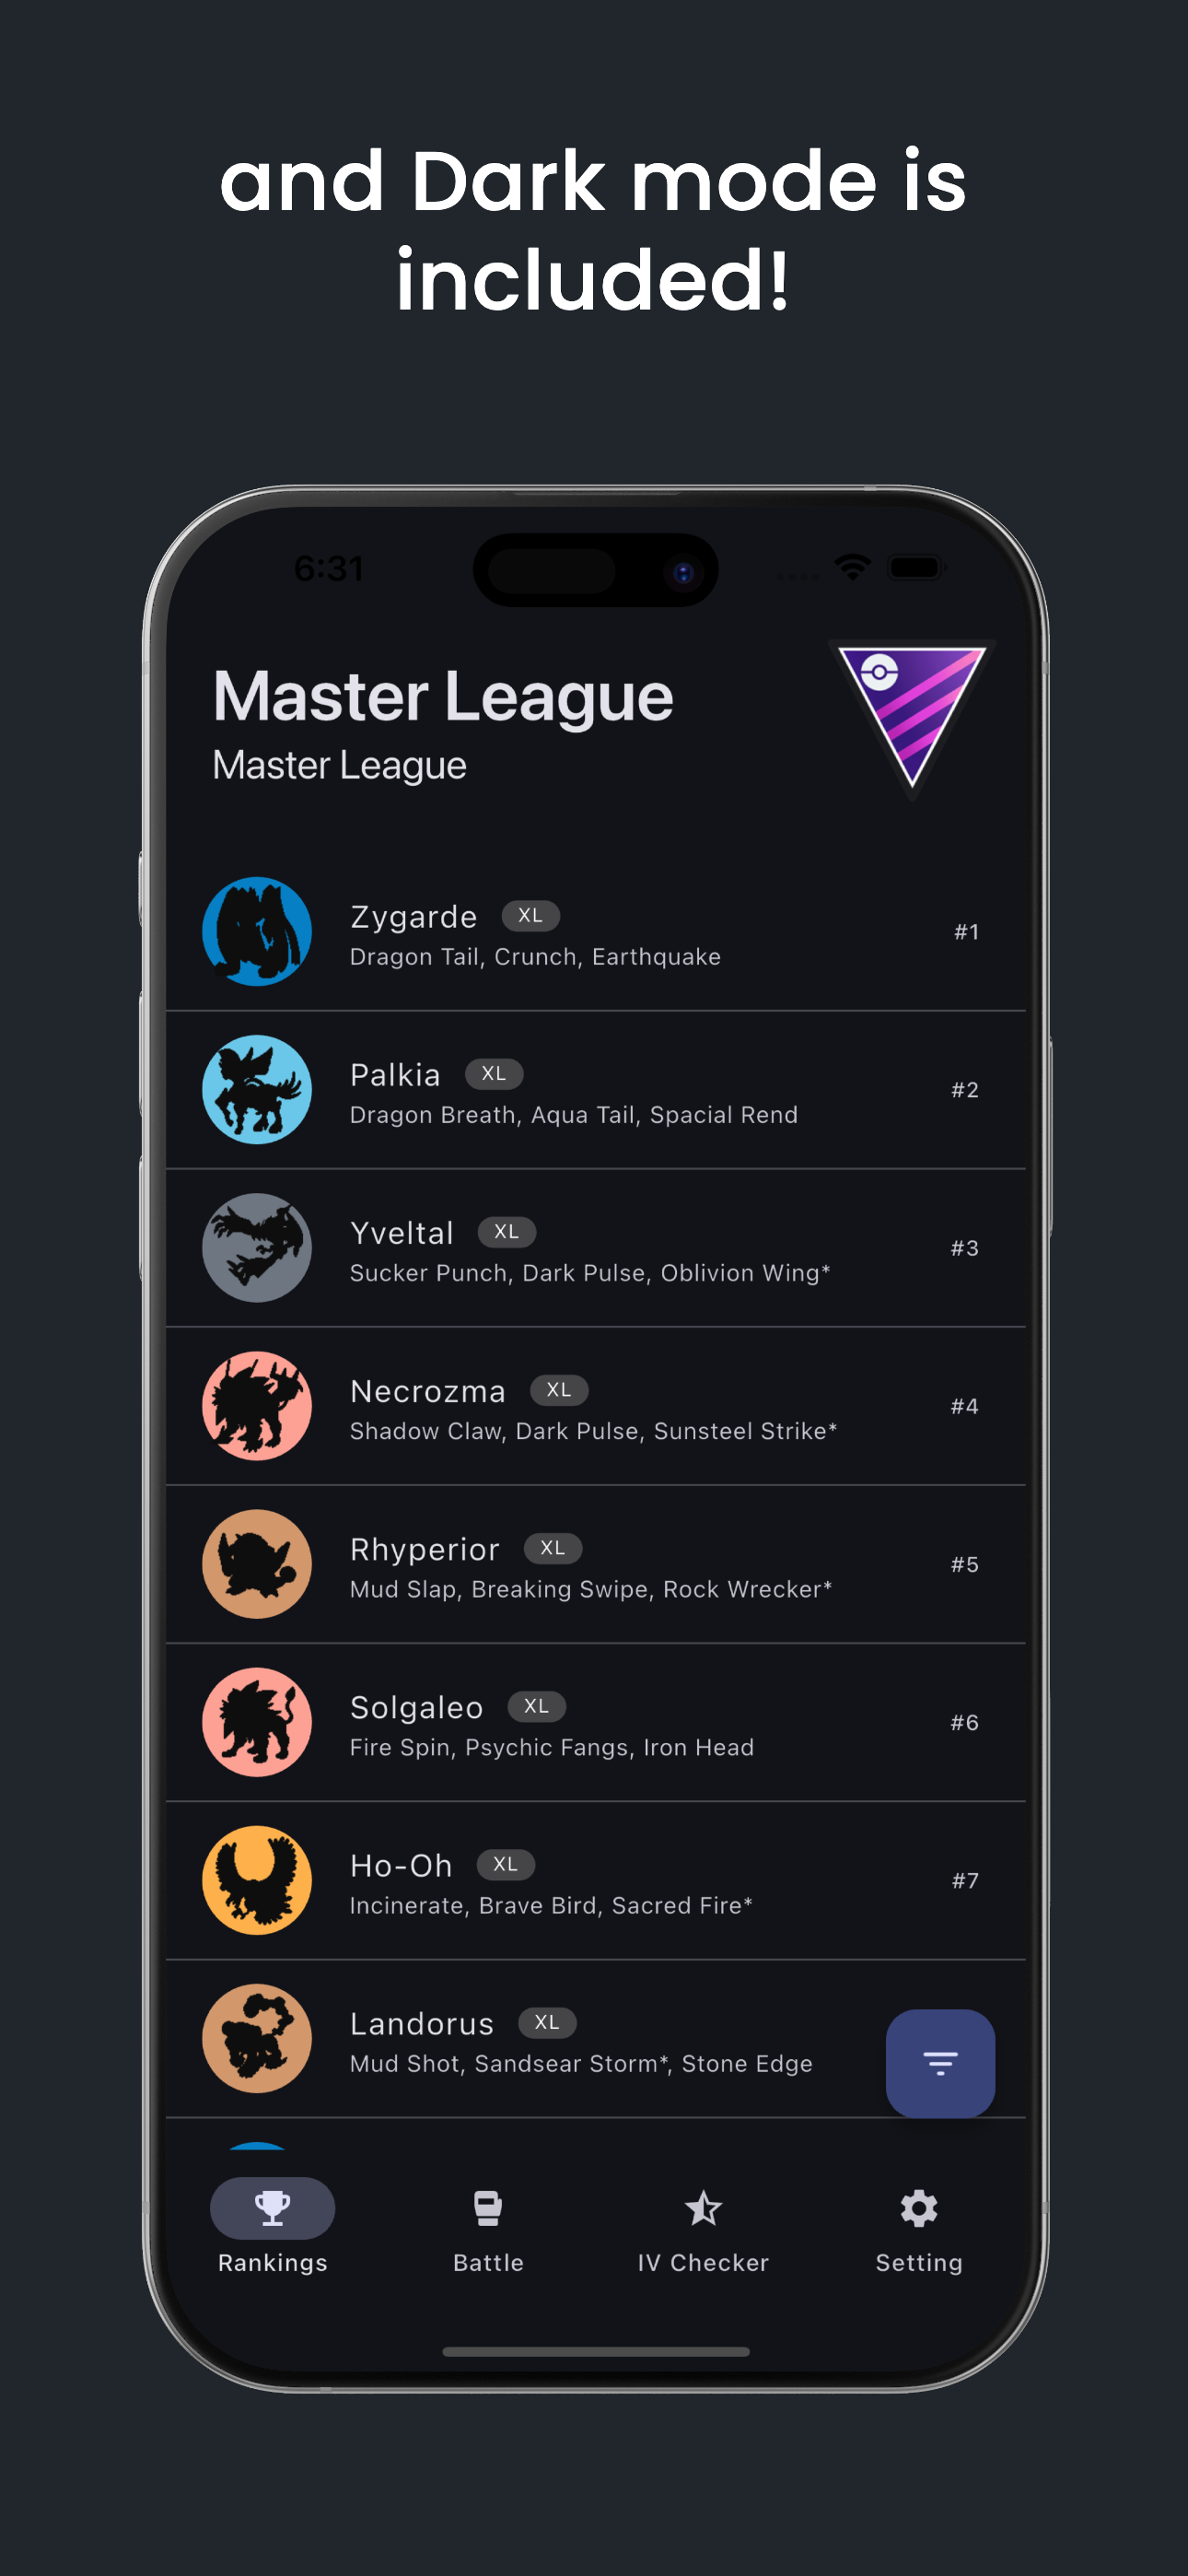 and Dark mode is
included!
6:31
Master League
Master League
Zygarde XL
Dragon Tail, Crunch, Earthquake
#1
Palkia XL
Dragon Breath, Aqua Tail, Spacial Rend
#2
Yveltal XL
Sucker Punch, Dark Pulse, Oblivion Wing*
#3
Necrozma XL
Shadow Claw, Dark Pulse, Sunsteel Strike*
#4
Rhyperior XL
Mud Slap, Breaking Swipe, Rock Wrecker*
#5
Solgaleo XL
Fire Spin, Psychic Fangs, Iron Head
#6
Ho-Oh XL
Incinerate, Brave Bird, Sacred Fire*
#7
Landorus XL
Mud Shot, Sandsear Storm*, Stone Edge
Rankings Battle IV Checker Setting